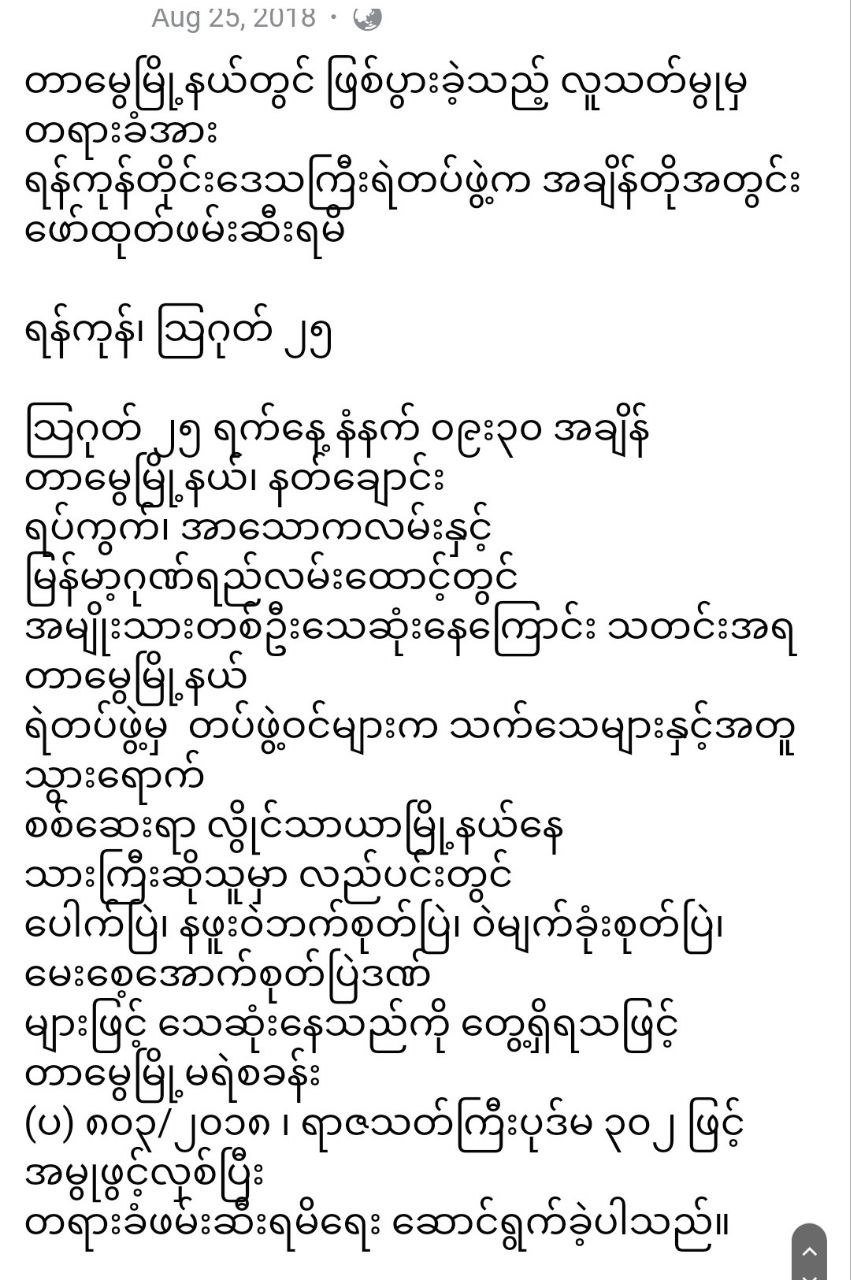 Aug 25, 2018 ·
တာမွေမြို့နယ်တွင် ဖြစ်ပွားခဲ့သည့် လူသတ်မှုမှ
တရားခံအား
ရန်ကုန်တိုင်းဒေသကြီးရဲတပ်ဖွဲ့က အချိန်တိုအတွင်း
ဖော်ထုတ်ဖမ်းဆီးရမိ
ရန်ကုန်၊ ဩဂုတ် ၂၅
ဩဂုတ် ၂၅ ရက်နေ့ နံနက် ၀၉း၃၀ အချိန်
တာမွေမြို့နယ်၊ နတ်ချောင်း
ရပ်ကွက်၊ အာသောကလမ်းနှင့်
မြန်မာ့ဂုဏ်ရည်လမ်းထောင့်တွင်
အမျိုးသားတစ်ဦးသေဆုံးနေကြောင်း သတင်းအရ
တာမွေမြို့နယ်
ရဲတပ်ဖွဲ့မှ တပ်ဖွဲ့ဝင်များက သက်သေများနှင့်အတူ
သွားရောက်
စစ်ဆေးရာ လှိုင်သာယာမြို့နယ်နေ
သားကြီးဆိုသူမှာ လည်ပင်းတွင်
ပေါက်ပြဲ၊ နဖူးဝဲဘက်စုတ်ပြဲ၊ ဝဲမျက်ခုံးစုတ်ပြဲ၊
မေးစေ့အောက်စုတ်ပြဲဒဏ်
များဖြင့် သေဆုံးနေသည်ကို တွေ့ရှိရသဖြင့်
တာမွေမြို့မရဲစခန်း
(ပ) ၈၀၃/၂၀၁၈ ၊ ရာဇသတ်ကြီးပုဒ်မ ၃၀၂ ဖြင့်
အမှုဖွင့်လှစ်ပြီး
တရားခံဖမ်းဆီးရမိရေး ဆောင်ရွက်ခဲ့ပါသည်။